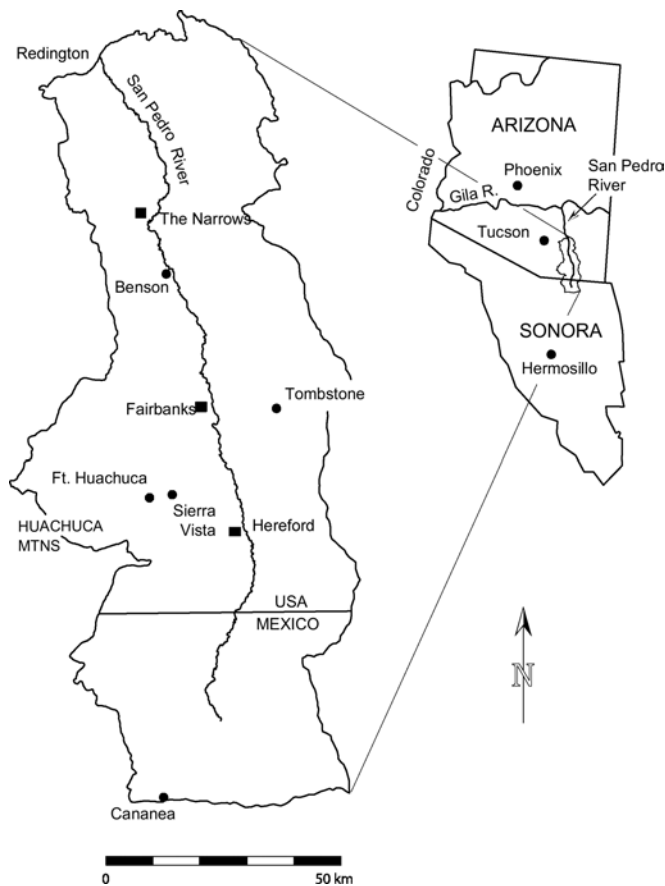 Redington
San Pedro River
The Narrows
Benson
Fairbanks
Tombstone
Ft. Huachuca
Sierra
Vista
Hereford
HUACHUCA
MTNS
USA
MEXICO
Cananea
0
50 km
ARIZONA
Phoenix
San Pedro
River
Colorado
Gila R.
Tucson
SONORA
Hermosillo
N